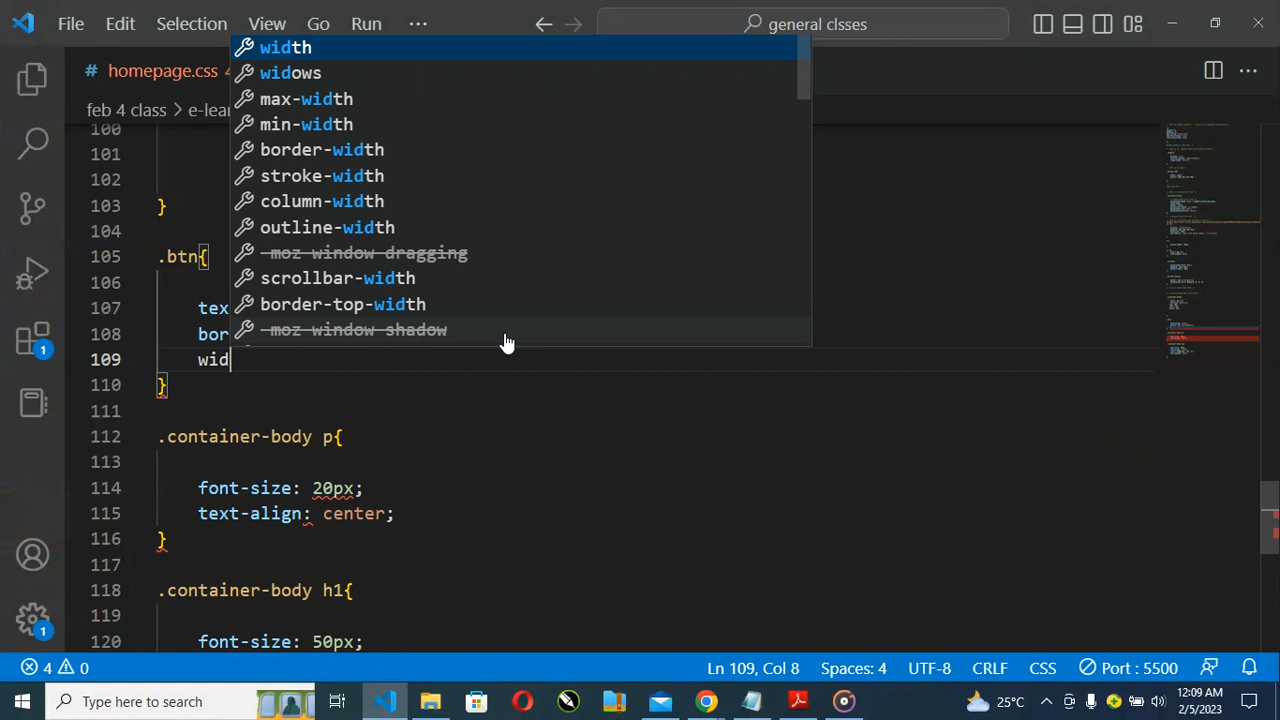 File Edit Selection View Go Run ··· general clsses
# homepage.css 4
feb 4 class > e-lear
width
widows
max-width
min-width
border-width
stroke-width
column-width
outline-width
-moz-window-dragging
scrollbar-width
border-top-width
-moz-window-shadow
100
101
102
103 }
104
105 .btn{
106
107 tex
108 bor
109 wid
110 }
111
112 .container-body p{
113
114 font-size: 20px;
115 text-align: center;
116 }
117
118 .container-body h1{
119
120 font-size: 50px;
1
1
4 0 Ln 109, Col 8 Spaces: 4 UTF-8 CRLF CSS Port : 5500
Type here to search 25°C 12:09 AM
2/5/2023